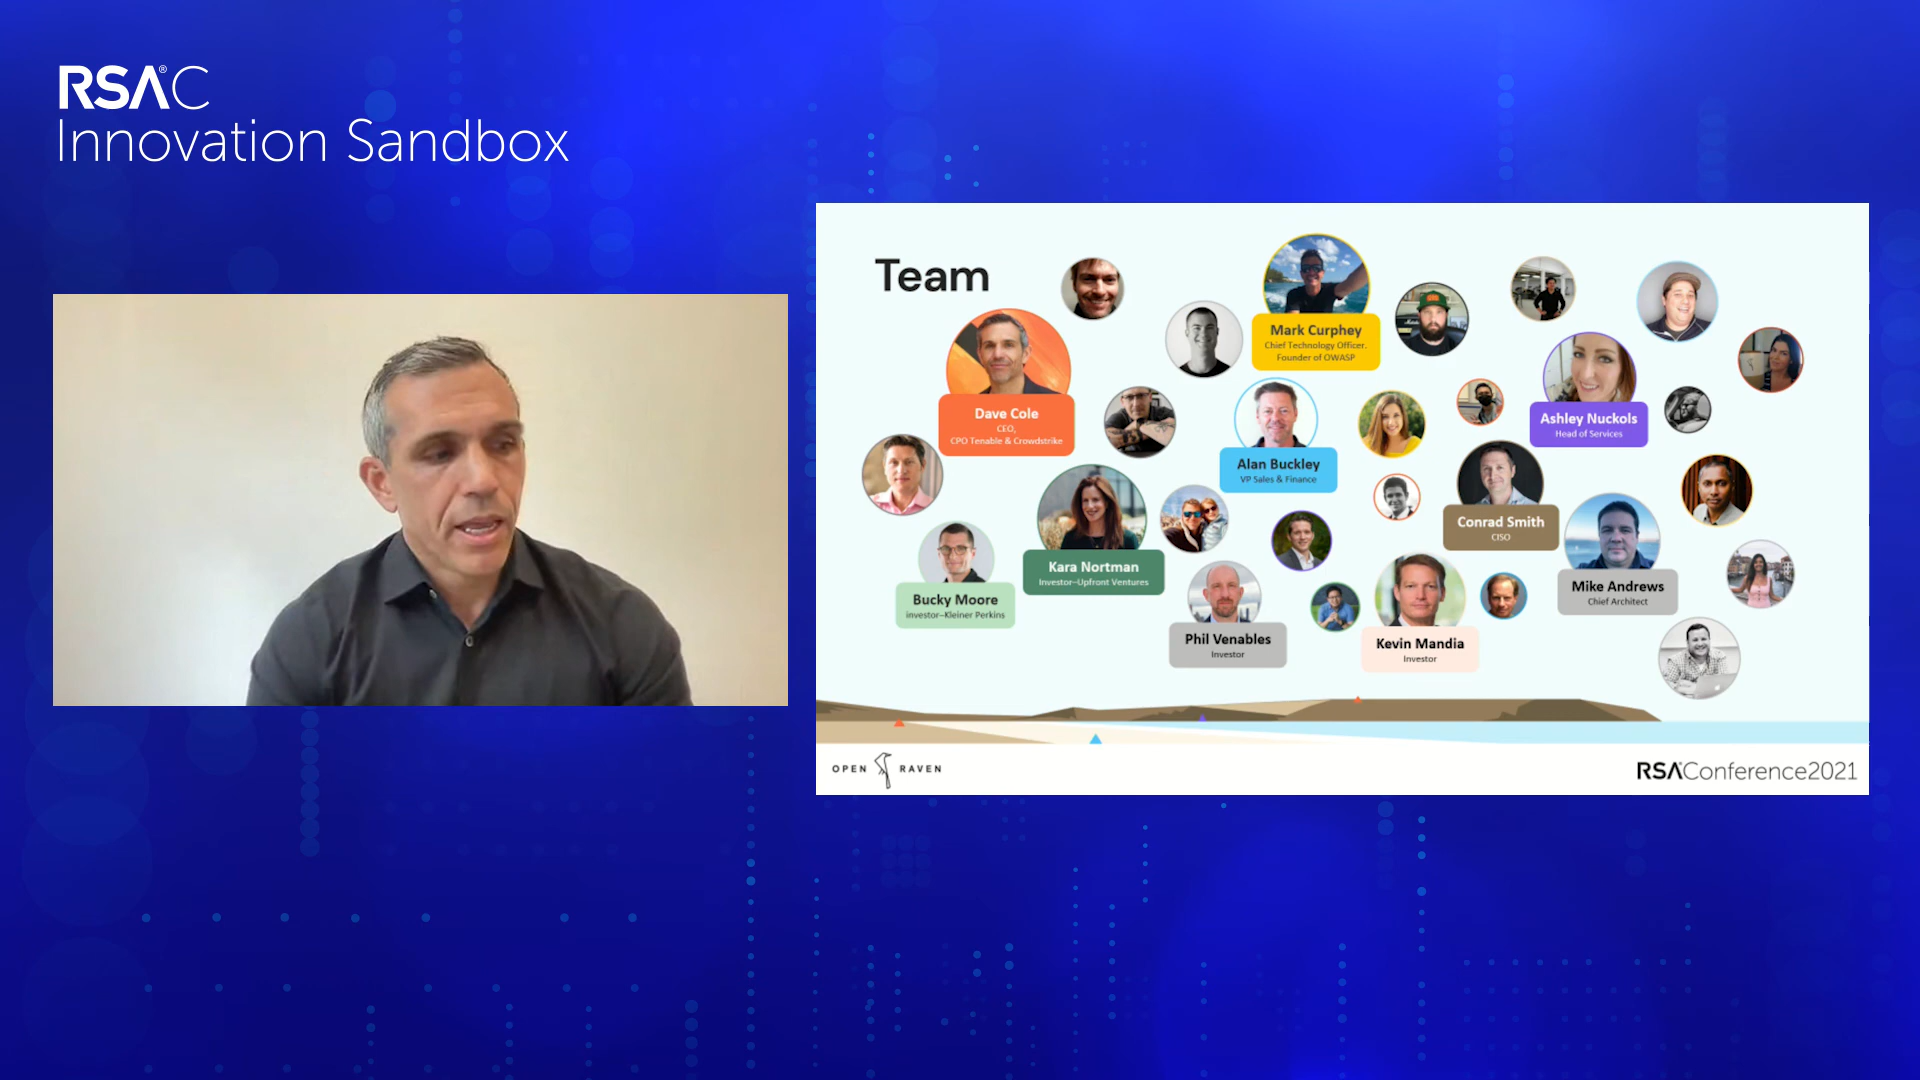 RSA®C
Innovation Sandbox
Team
Mark Curphey
Chief Technology Officer.
Founder of OWASP
Dave Cole
CEO,
CPO Tenable & Crowdstrike
Ashley Nuckols
Head of Services
Alan Buckley
VP Sales & Finance
Conrad Smith
CISO
Kara Nortman
Investor–Upfront Ventures
Mike Andrews
Chief Architect
Bucky Moore
investor–Kleiner Perkins
Phil Venables
Investor
Kevin Mandia
Investor
OPEN RAVEN
RSAConference2021